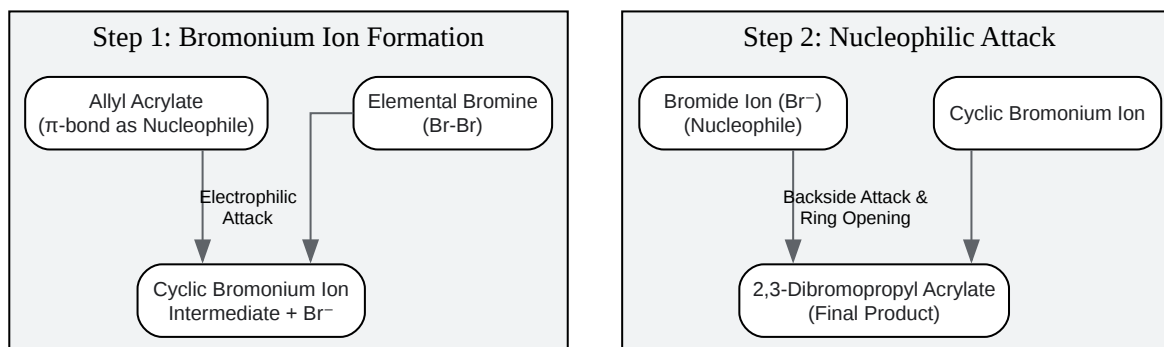 Step 1: Bromonium Ion Formation
Allyl Acrylate
(π-bond as Nucleophile)
Elemental Bromine
(Br-Br)
Electrophilic
Attack
Cyclic Bromonium Ion
Intermediate + Br⁻
Step 2: Nucleophilic Attack
Bromide Ion (Br⁻)
(Nucleophile)
Cyclic Bromonium Ion
Backside Attack &
Ring Opening
2,3-Dibromopropyl Acrylate
(Final Product)